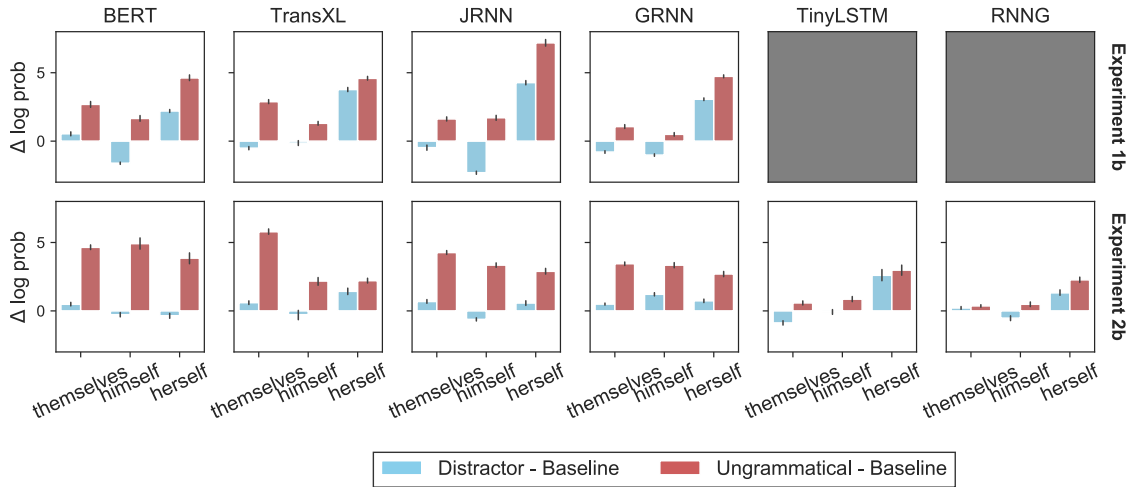 BERT TransXL JRNN GRNN TinyLSTM RNNG
Δ log prob
5
0
Experiment 1b
Δ log prob
5
0
Experiment 2b
themselves himself herself themselves himself herself themselves himself herself themselves himself herself themselves himself herself themselves himself herself
Distractor - Baseline Ungrammatical - Baseline